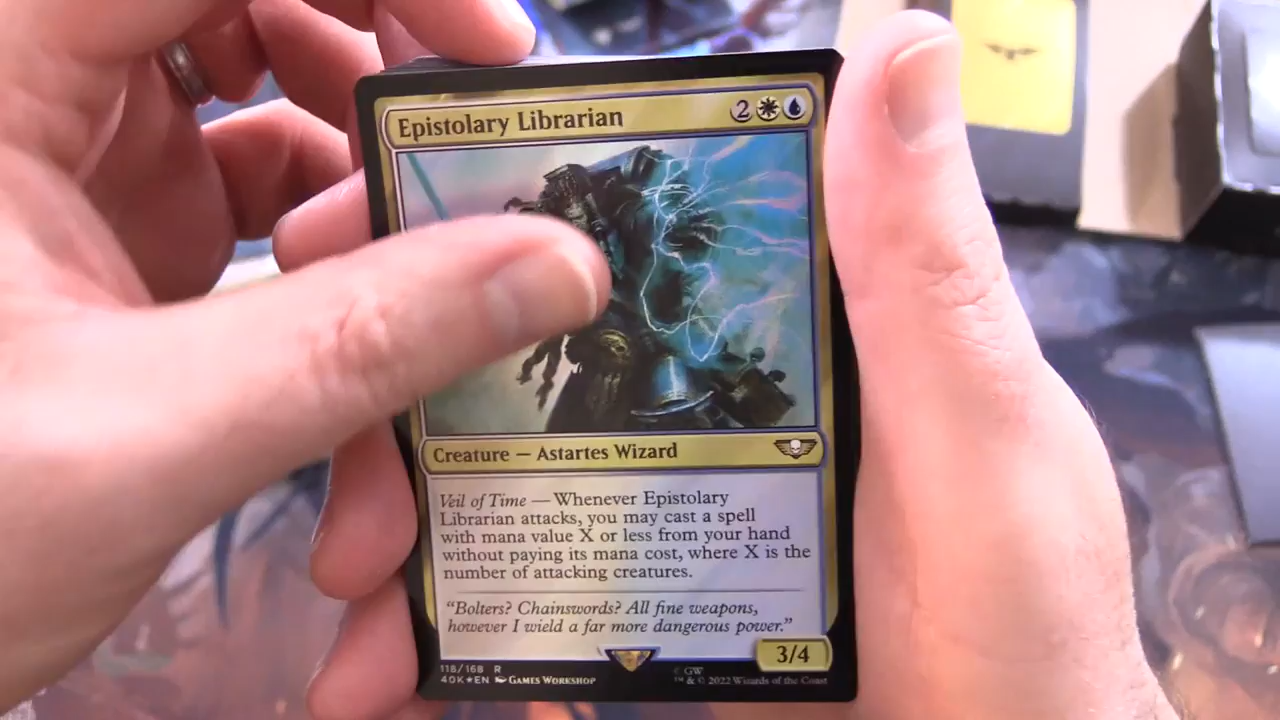 Epistolary Librarian 2
Creature — Astartes Wizard
Veil of Time — Whenever Epistolary
Librarian attacks, you may cast a spell
with mana value X or less from your hand
without paying its mana cost, where X is the
number of attacking creatures.
"Bolters? Chainswords? All fine weapons,
however I wield a far more dangerous power."
3/4
118/168 R
40K★EN Games Workshop
© GW
™ & © 2022 Wizards of the Coast